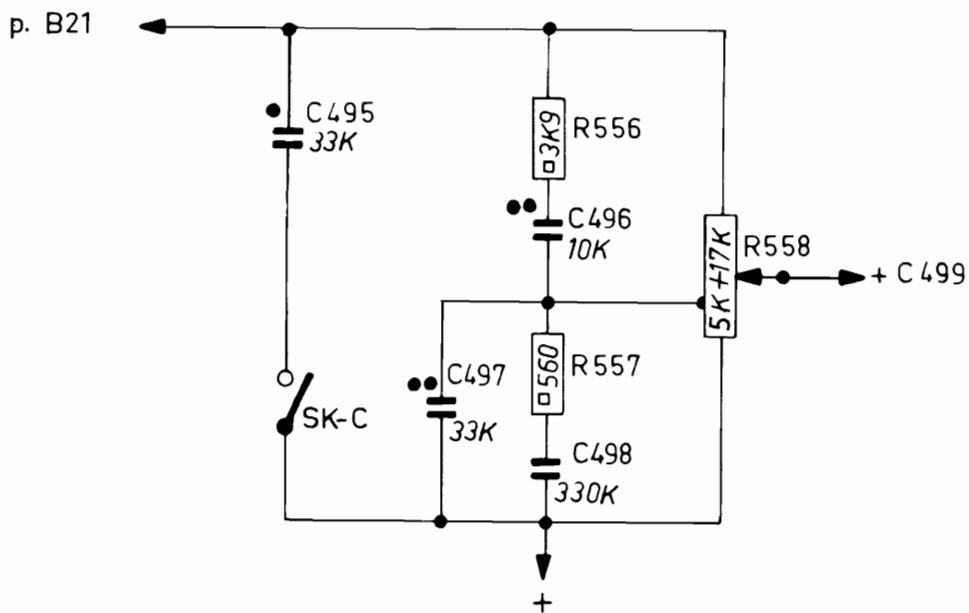 p. B21
C495
33K
▫3K9
R556
C496
10K
R558
5K+17K
+ C499
C497
33K
▫560
R557
SK-C
C498
330K
+